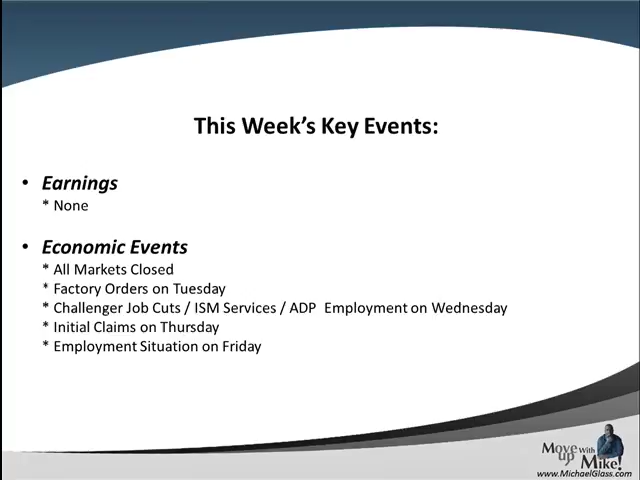 This Week's Key Events:
• Earnings
* None
• Economic Events
* All Markets Closed
* Factory Orders on Tuesday
* Challenger Job Cuts / ISM Services / ADP  Employment on Wednesday
* Initial Claims on Thursday
* Employment Situation on Friday
Move up With Mike!
www.MichaelGlass.com